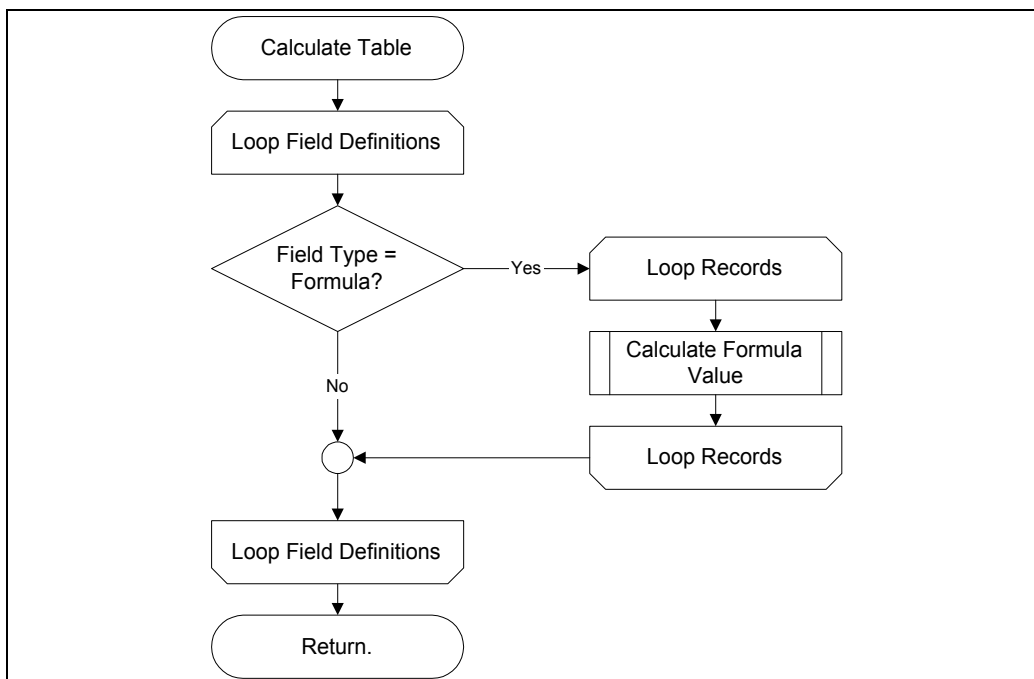 Calculate Table
Loop Field Definitions
Field Type =
Formula?
Yes
Loop Records
Calculate Formula
Value
No
Loop Records
Loop Field Definitions
Return.